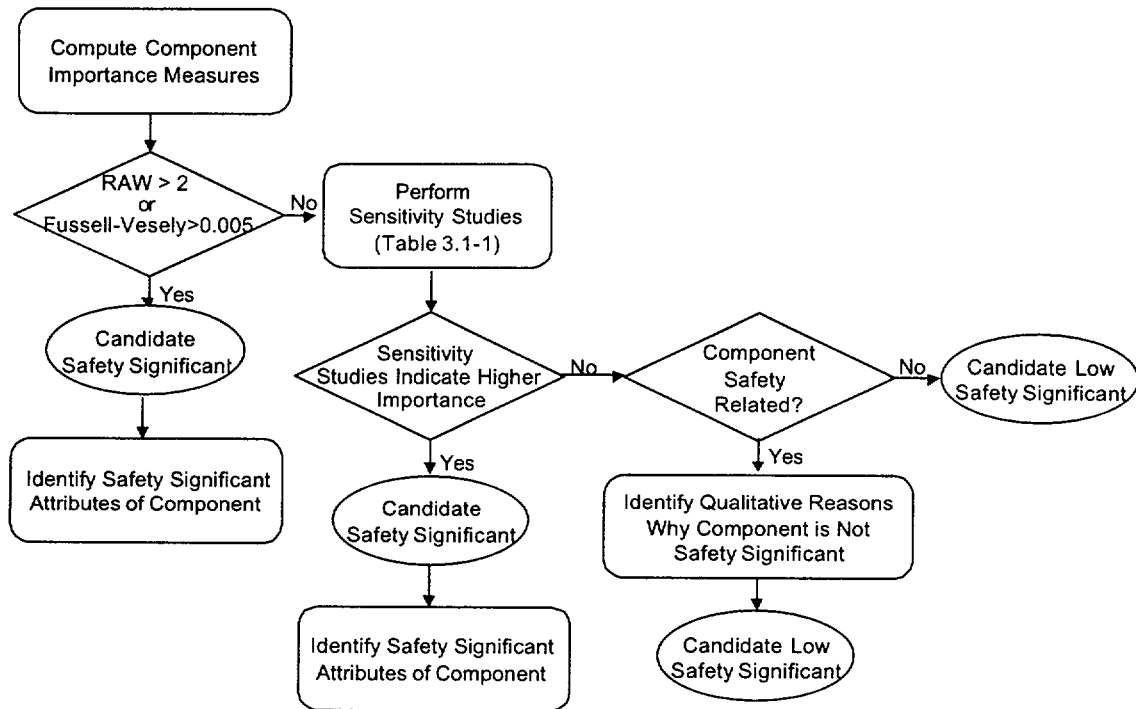 Compute Component
Importance Measures
RAW > 2
or
Fussell-Vesely>0.005
No
Perform
Sensitivity Studies
(Table 3.1-1)
Yes
Candidate
Safety Significant
Identify Safety Significant
Attributes of Component
Sensitivity
Studies Indicate Higher
Importance
No
Component
Safety
Related?
No
Candidate Low
Safety Significant
Yes
Candidate
Safety Significant
Identify Safety Significant
Attributes of Component
Yes
Identify Qualitative Reasons
Why Component is Not
Safety Significant
Candidate Low
Safety Significant